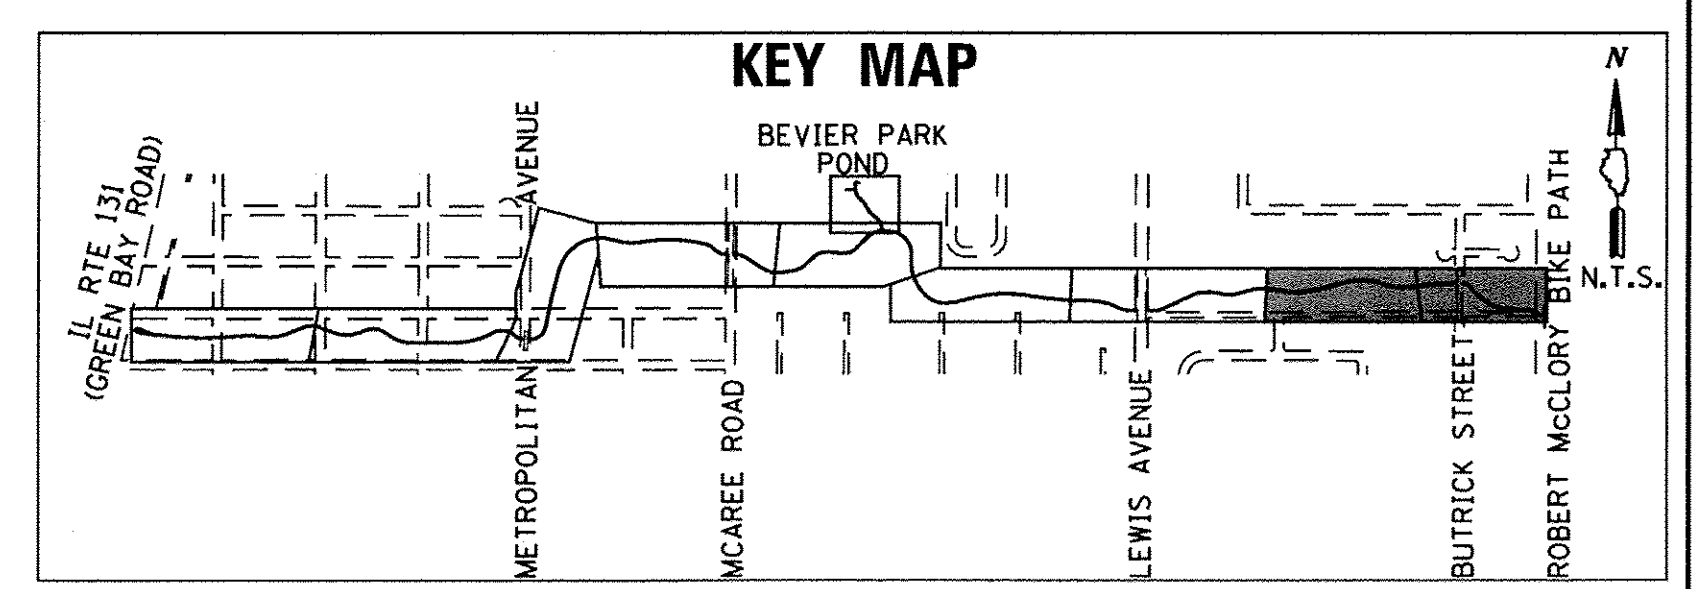 KEY MAP
N
BEVIER PARK
POND
IL RTE 131
(GREEN BAY ROAD)
METROPOLITAN AVENUE
MCAREE ROAD
LEWIS AVENUE
BUTRICK STREET
ROBERT McCLORY BIKE PATH
N.T.S.